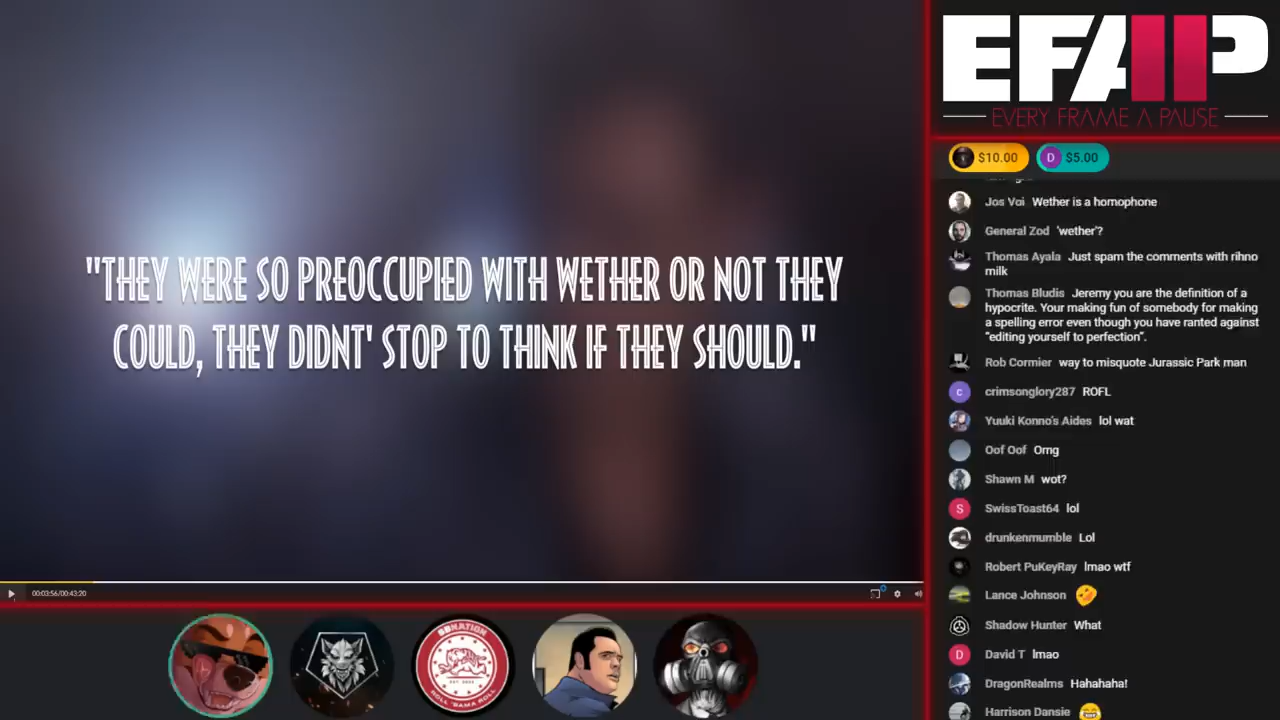 "THEY WERE SO PREOCCUPIED WITH WETHER OR NOT THEY
COULD, THEY DIDNT' STOP TO THINK IF THEY SHOULD."
00:03:56/00:43:20
BBNATION
EST 2022
ROLL 'BAMA ROLL
EFAP
EVERY FRAME A PAUSE
$10.00
D $5.00
Jos Voi Wether is a homophone
General Zod 'wether'?
Thomas Ayala Just spam the comments with rihno
milk
Thomas Bludis Jeremy you are the definition of a
hypocrite. Your making fun of somebody for making
a spelling error even though you have ranted against
"editing yourself to perfection".
Rob Cormier way to misquote Jurassic Park man
c crimsonglory287 ROFL
Yuuki Konno's Aides lol wat
Oof Oof Omg
Shawn M wot?
S SwissToast64 lol
drunkenmumble Lol
Robert PuKeyRay lmao wtf
Lance Johnson
Shadow Hunter What
D David T lmao
DragonRealms Hahahaha!
Harrison Dansie